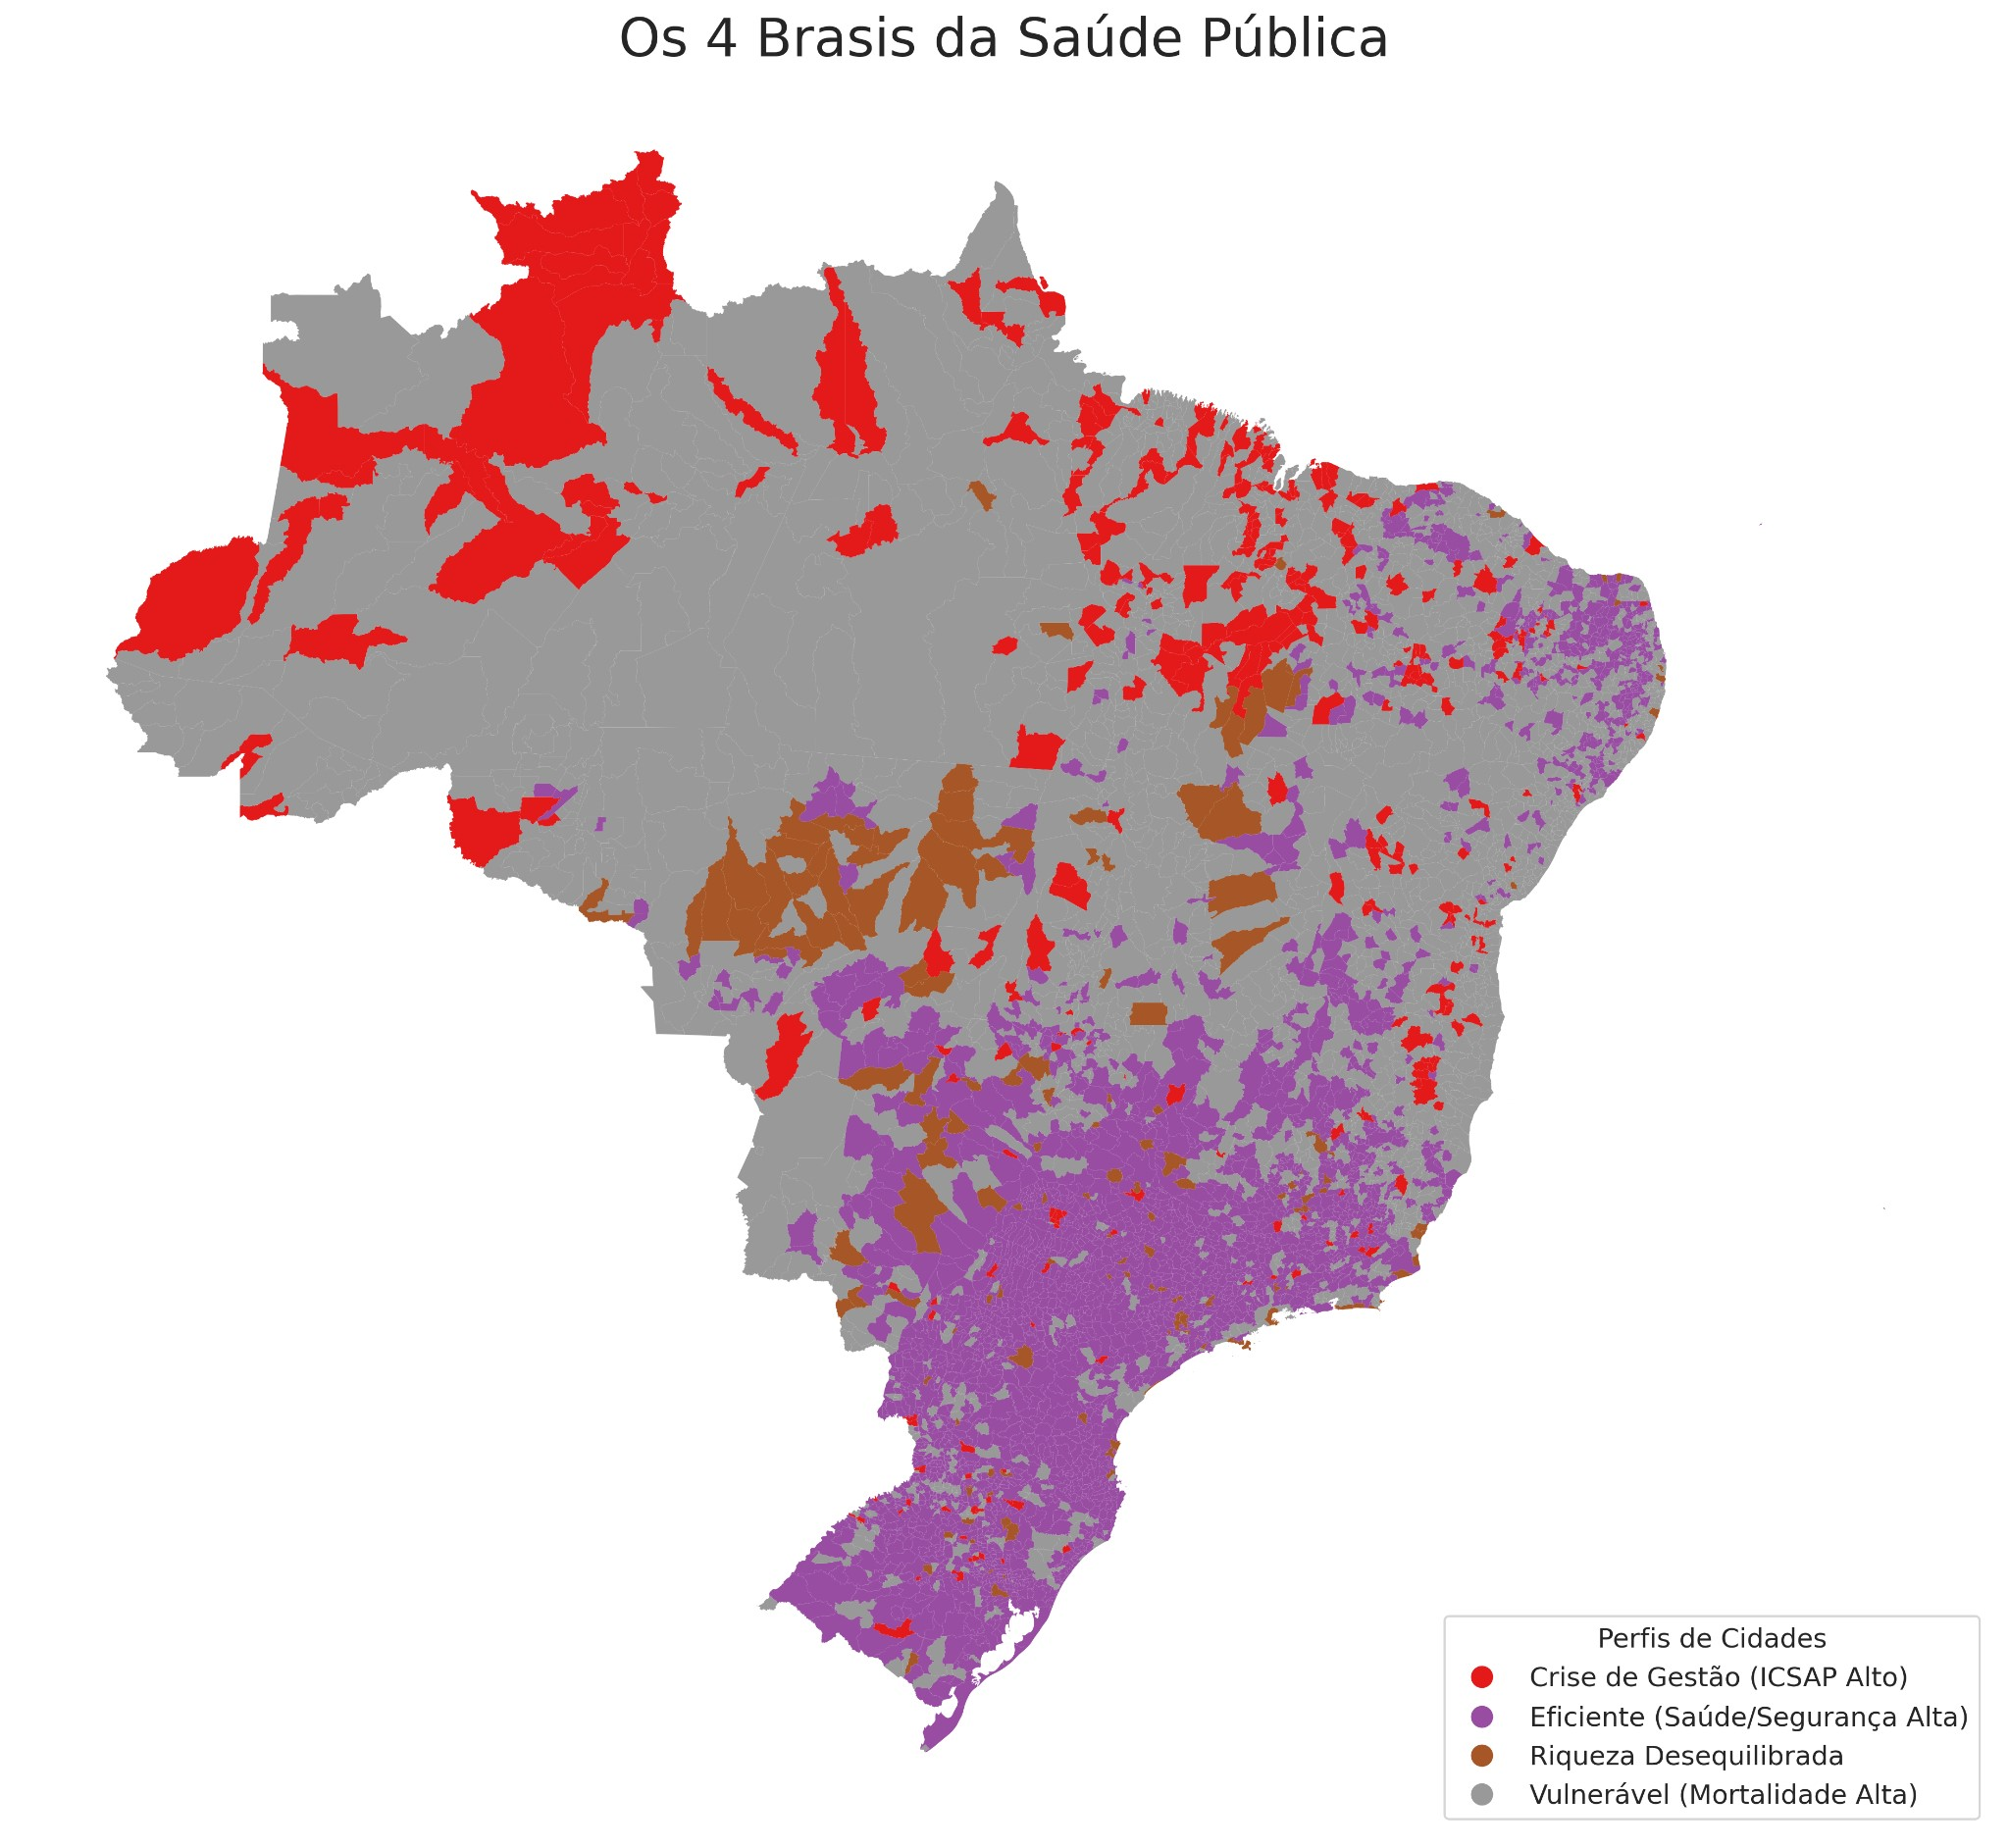 Os 4 Brasis da Saúde Pública
Perfis de Cidades
Crise de Gestão (ICSAP Alto)
Eficiente (Saúde/Segurança Alta)
Riqueza Desequilibrada
Vulnerável (Mortalidade Alta)